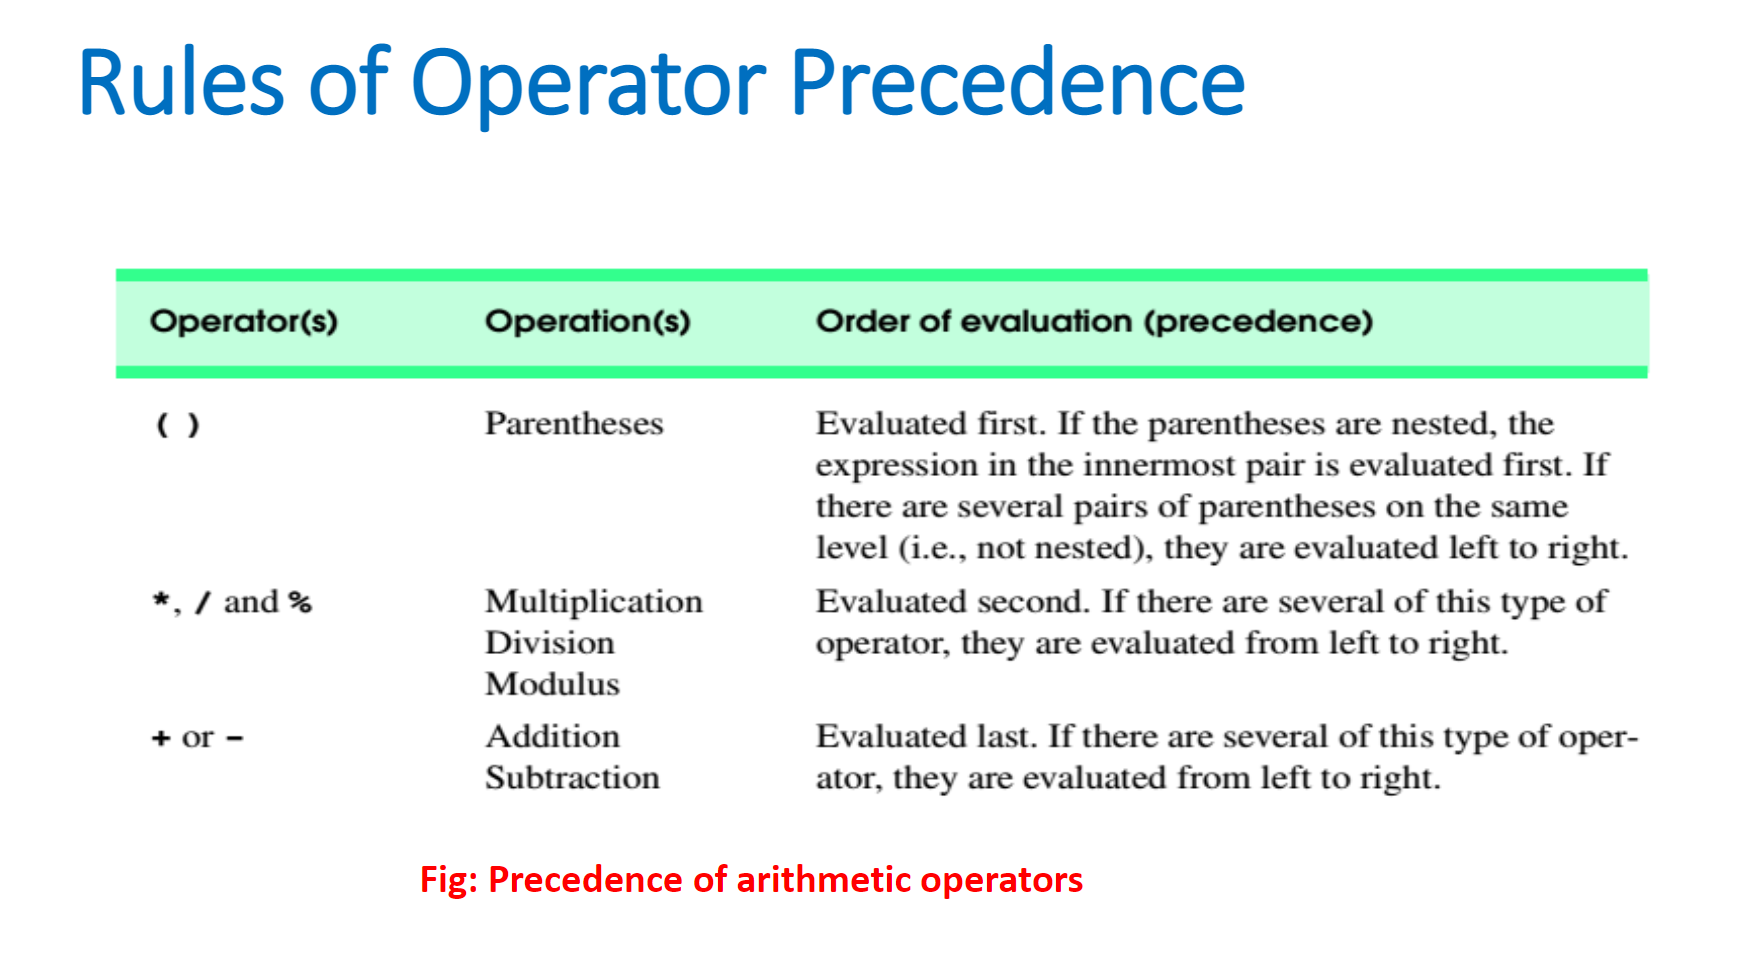 Rules of Operator Precedence
Operator(s) Operation(s) Order of evaluation (precedence)
( ) Parentheses Evaluated first. If the parentheses are nested, the
expression in the innermost pair is evaluated first. If
there are several pairs of parentheses on the same
level (i.e., not nested), they are evaluated left to right.
*, / and % Multiplication Evaluated second. If there are several of this type of
Division operator, they are evaluated from left to right.
Modulus
+ or - Addition Evaluated last. If there are several of this type of oper-
Subtraction ator, they are evaluated from left to right.
Fig: Precedence of arithmetic operators